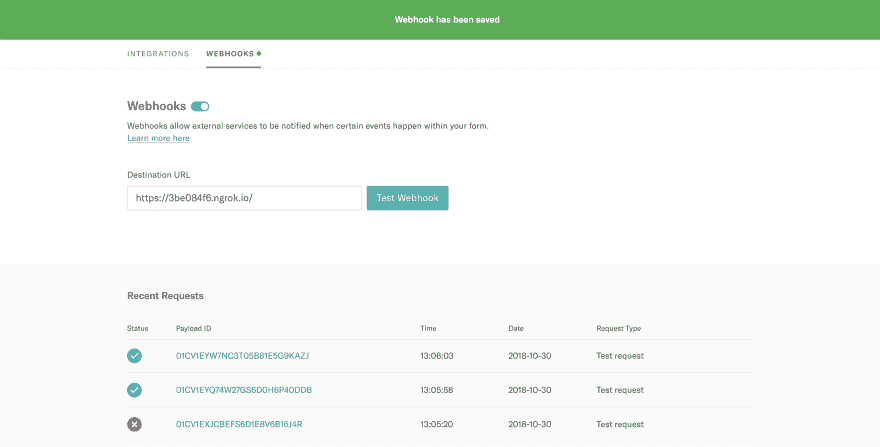 Webhook has been saved
INTEGRATIONS WEBHOOKS
Webhooks
Webhooks allow external services to be notified when certain events happen within your form.
Learn more here
Destination URL
https://3be084f6.ngrok.io/ Test Webhook
Recent Requests
Status Payload ID Time Date Request Type
01CV1EYW7NC3T05B81E5G9KAZJ 13:06:03 2018-10-30 Test request
01CV1EYQ74W27GS6D0H6P40DDB 13:05:58 2018-10-30 Test request
01CV1EXJCBEFS6D1E8V6B16J4R 13:05:20 2018-10-30 Test request